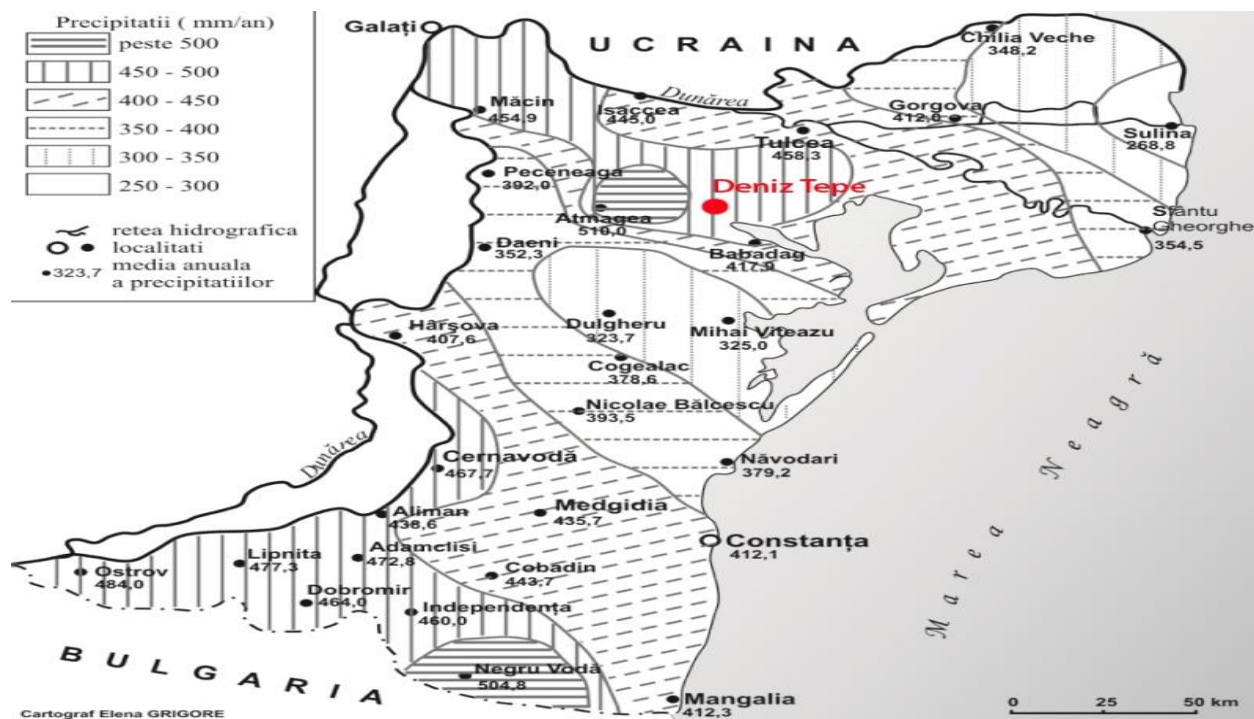 Precipitatii ( mm/an)
peste 500
450 - 500
400 - 450
350 - 400
300 - 350
250 - 300
retea hidrografica
localitati
323,7 media anuala
a precipitatiilor
Galați
UCRAINA
Chilia Veche
348,2
Dunărea
Măcin
454,9
Isaccea
445,0
Gorgova
412,0
Tulcea
458,3
Sulina
268,8
Peceneaga
392,0
Deniz Tepe
Atmagea
510,0
Sfântu
Gheorghe
354,5
Daeni
352,3
Babadag
417,9
Hârșova
407,6
Dulgheru
323,7
Mihai Viteazu
325,0
Cogealac
378,6
Nicolae Bălcescu
393,5
Marea Neagră
Dunărea
Cernavodă
467,7
Năvodari
379,2
Aliman
438,6
Medgidia
435,7
Constanța
412,1
Ostrov
484,0
Lipnita
477,3
Adamclisi
472,8
Cobadin
443,7
Dobromir
464,0
Independența
460,0
BULGARIA
Negru Vodă
504,8
Mangalia
412,3
0 25 50 km
Cartograf Elena GRIGORE